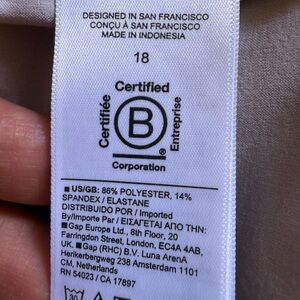 DESIGNED IN SAN FRANCISCO
CONÇU À SAN FRANCISCO
MADE IN INDONESIA
18
Certified
Certifiée
B
Entreprise
®
Corporation
■ US/GB: 86% POLYESTER, 14%
SPANDEX / ELASTANE
DISTRIBUIDO POR / Imported
By/Importe Par / ΕΙΣΑΓΕΤΑΙ ΑΠΟ ΤΗΝ:
■ Gap Europe Ltd., 8th Floor, 20
Farringdon Street, London, EC4A 4AB,
UK. ■ Gap (RHC) B.V. Luna ArenA
Herikerbergweg 238 Amsterdam 1101
CM, Netherlands
RN 54023 / CA 17897
30